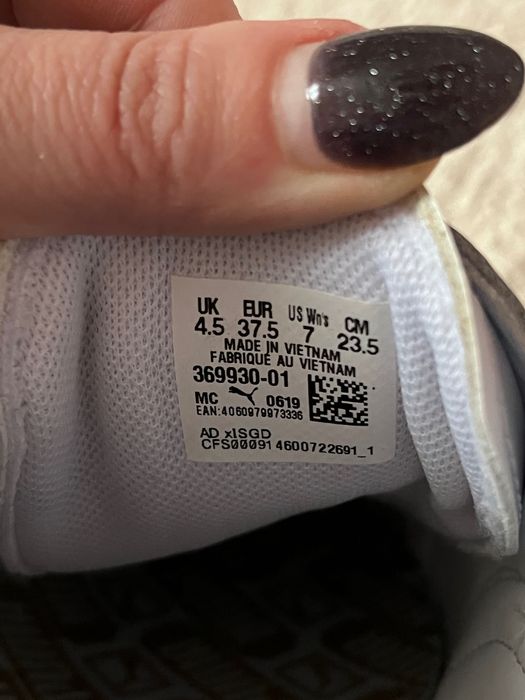 UK EUR US Wn's CM
4.5 37.5 7 23.5
MADE IN VIETNAM
FABRIQUÉ AU VIETNAM
369930-01
MC 0619
EAN:4060979973336
AD xISGD
CFS00091 4600722691_1